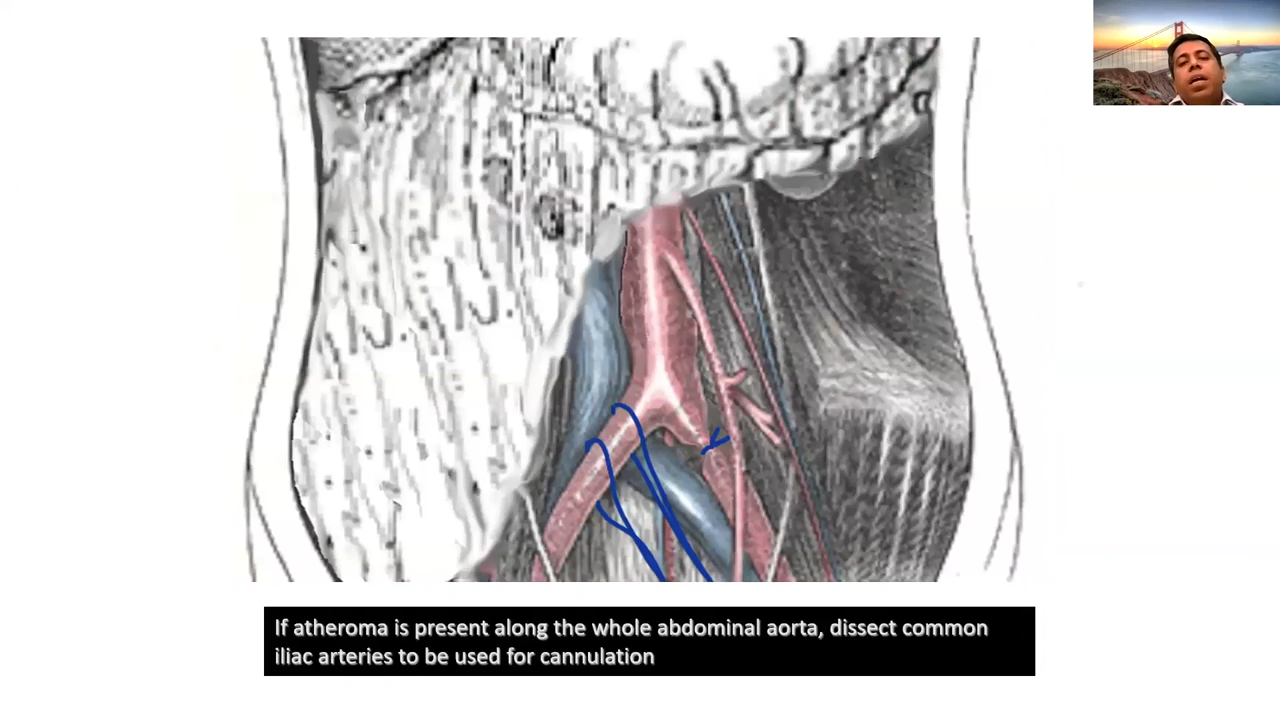 If atheroma is present along the whole abdominal aorta, dissect common
iliac arteries to be used for cannulation